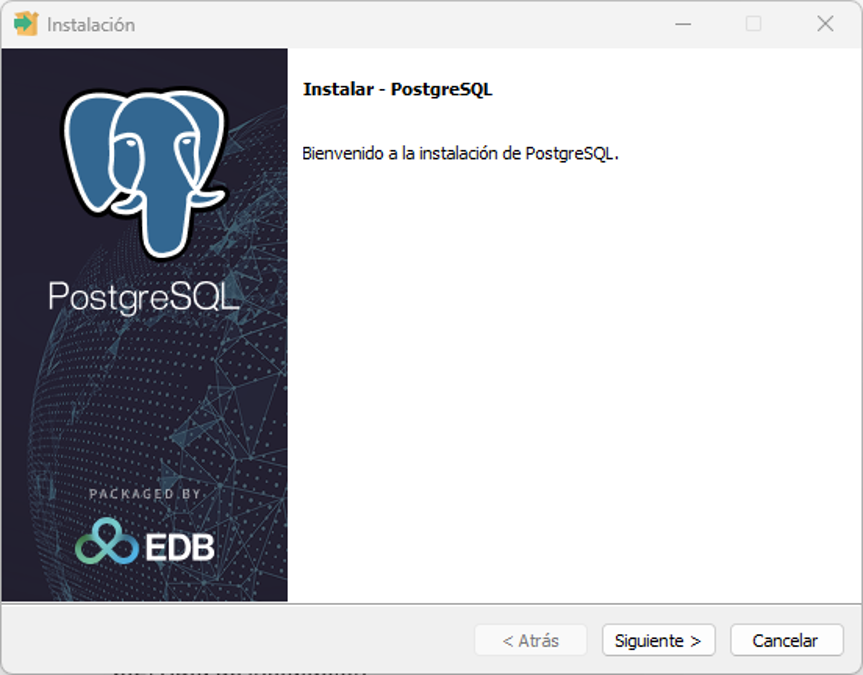 Instalación
Instalar - PostgreSQL
Bienvenido a la instalación de PostgreSQL.
PostgreSQL
PACKAGED BY
EDB
< Atrás
Siguiente >
Cancelar